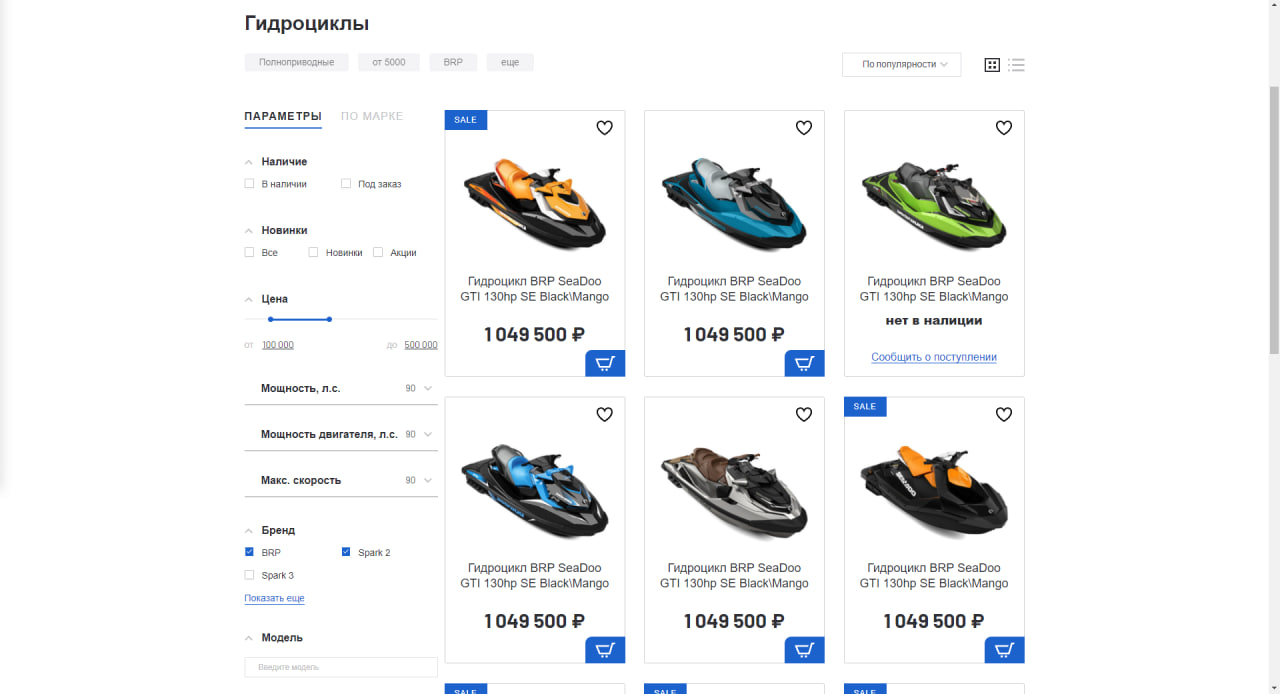 Гидроциклы
Полноприводные от 5000 BRP еще
По популярности
ПАРАМЕТРЫ ПО МАРКЕ
Наличие
В наличии Под заказ
Новинки
Все Новинки Акции
Цена
от 100 000 до 500 000
Мощность, л.с. 90
Мощность двигателя, л.с. 90
Макс. скорость 90
Бренд
BRP Spark 2
Spark 3
Показать еще
Модель
Введите модель
SALE
Гидроцикл BRP SeaDoo
GTI 130hp SE Black\Mango
1 049 500 ₽
Гидроцикл BRP SeaDoo
GTI 130hp SE Black\Mango
1 049 500 ₽
Гидроцикл BRP SeaDoo
GTI 130hp SE Black\Mango
нет в налиции
Сообщить о поступлении
Гидроцикл BRP SeaDoo
GTI 130hp SE Black\Mango
1 049 500 ₽
Гидроцикл BRP SeaDoo
GTI 130hp SE Black\Mango
1 049 500 ₽
SALE
Гидроцикл BRP SeaDoo
GTI 130hp SE Black\Mango
1 049 500 ₽
SALE
SALE
SALE